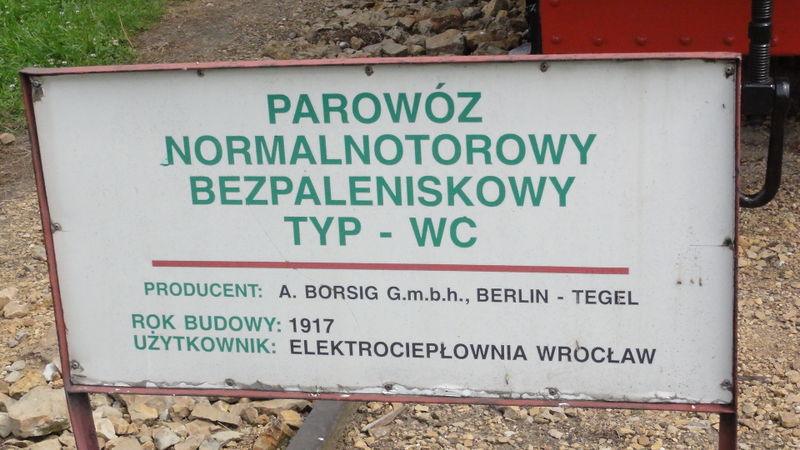 PAROWÓZ
NORMALNOTOROWY
BEZPALENISKOWY
TYP - WC
PRODUCENT: A. BORSIG G.m.b.h., BERLIN - TEGEL
ROK BUDOWY: 1917
UŻYTKOWNIK: ELEKTROCIEPŁOWNIA WROCŁAW